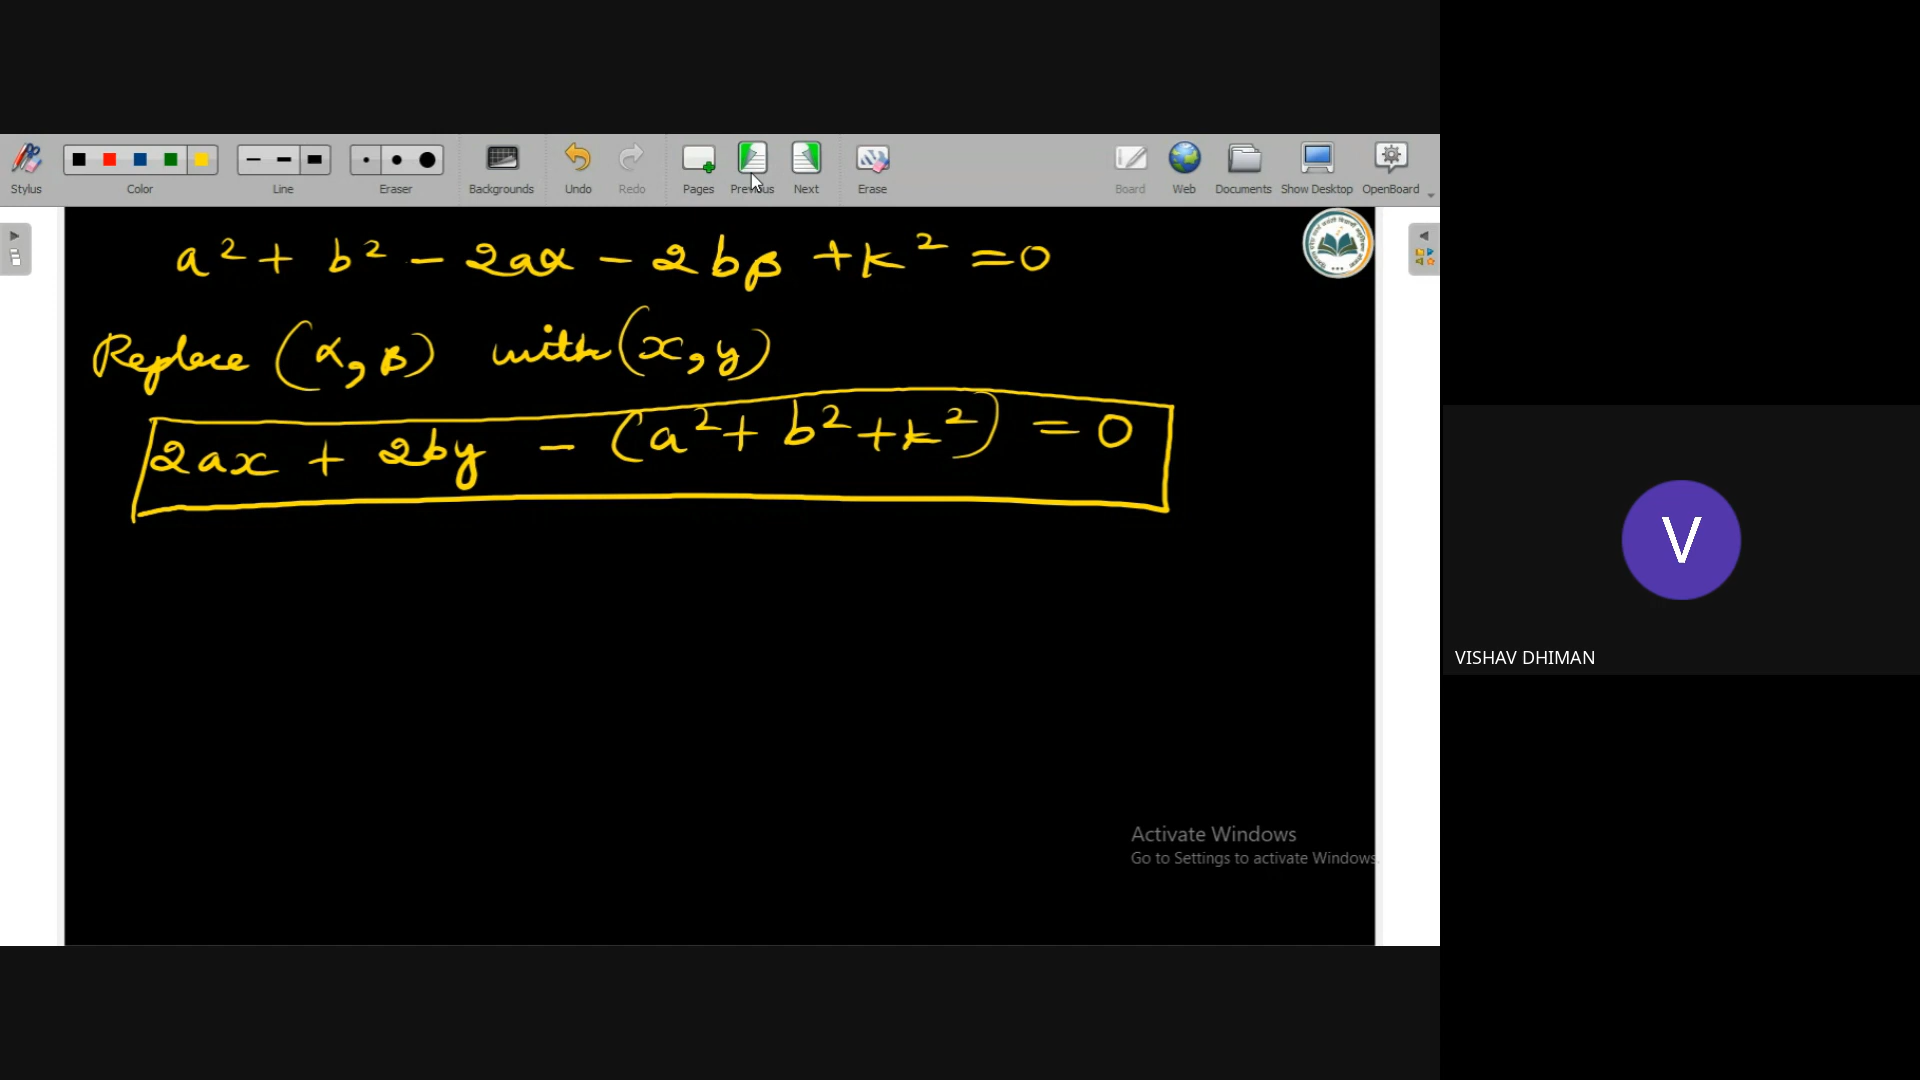 Stylus Color Line Eraser Backgrounds Undo Redo Pages Previous Next Erase Board Web Documents Show Desktop OpenBoard
a² + b² - 2aα - 2bβ + k² = 0
Replace (α, β) with (x, y)
2ax + 2by - (a² + b² + k²) = 0
V
VISHAV DHIMAN
Activate Windows
Go to Settings to activate Windows.